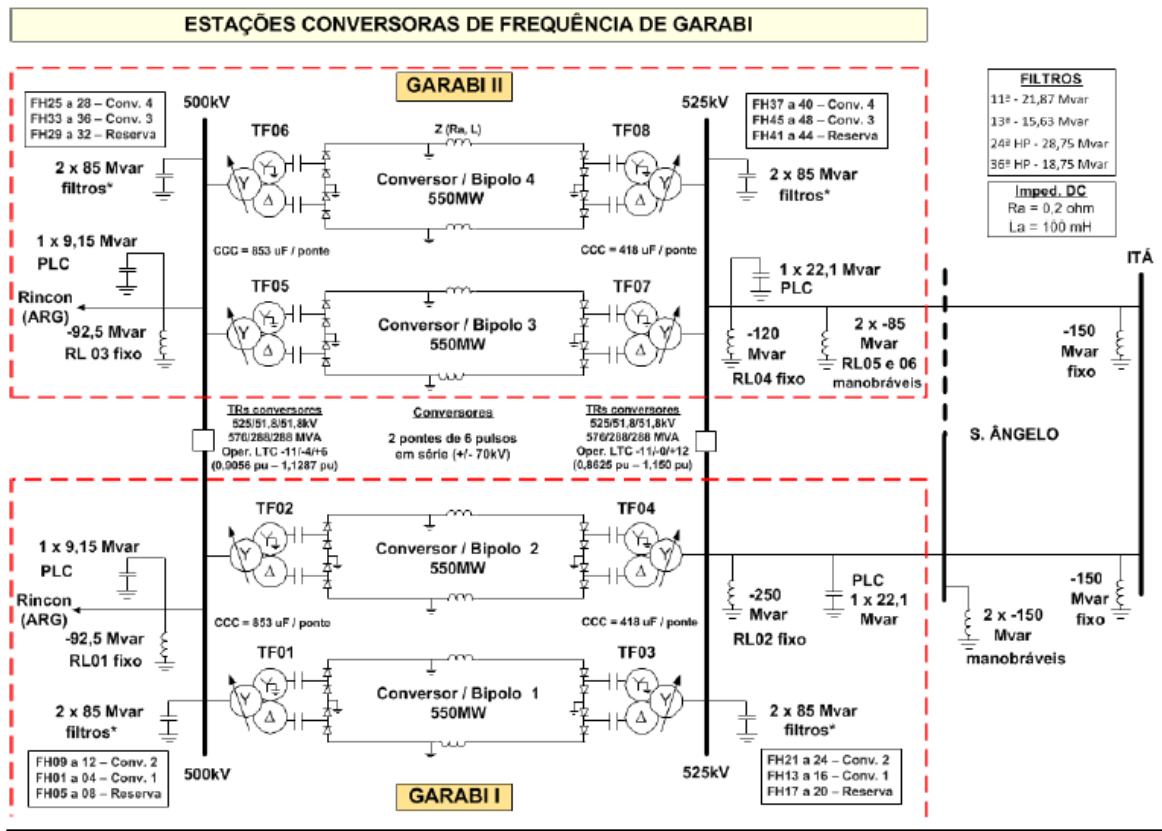 ESTAÇÕES CONVERSORAS DE FREQUÊNCIA DE GARABI
GARABI II
FH25 a 28 – Conv. 4
FH33 a 36 – Conv. 3
FH29 a 32 – Reserva
500kV
TF06
Z (Ra, L)
TF08
525kV
FH37 a 40 – Conv. 4
FH45 a 48 – Conv. 3
FH41 a 44 – Reserva
FILTROS
11ª - 21,87 Mvar
13ª - 15,63 Mvar
24ª HP - 28,75 Mvar
36ª HP - 18,75 Mvar
Imped. DC
Ra = 0,2 ohm
La = 100 mH
2 x 85 Mvar
filtros*
Y
Y
Δ
Conversor / Bipolo 4
550MW
Y
Y
Δ
2 x 85 Mvar
filtros*
CCC = 853 uF / ponte
CCC = 418 uF / ponte
1 x 9,15 Mvar
PLC
Rincon
(ARG)
-92,5 Mvar
RL 03 fixo
TF05
Y
Y
Δ
Conversor / Bipolo 3
550MW
TF07
Y
Y
Δ
1 x 22,1 Mvar
PLC
-120
Mvar
RL04 fixo
2 x -85
Mvar
RL05 e 06
manobráveis
ITÁ
-150
Mvar
fixo
TRs conversores
525/51,8/51,8kV
576/288/288 MVA
Oper. LTC -11/-4/+6
(0,9056 pu – 1,1287 pu)
Conversores
2 pontes de 6 pulsos
em série (+/- 70kV)
TRs conversores
525/51,8/51,8kV
576/288/288 MVA
Oper. LTC -11/-0/+12
(0,8625 pu – 1,150 pu)
S. ÂNGELO
TF02
Y
Y
Δ
Conversor / Bipolo 2
550MW
TF04
Y
Y
Δ
1 x 9,15 Mvar
PLC
Rincon
(ARG)
-92,5 Mvar
RL01 fixo
CCC = 853 uF / ponte
CCC = 418 uF / ponte
-250
Mvar
RL02 fixo
PLC
1 x 22,1
Mvar
2 x -150
Mvar
manobráveis
-150
Mvar
fixo
TF01
Y
Y
Δ
Conversor / Bipolo 1
550MW
TF03
Y
Y
Δ
2 x 85 Mvar
filtros*
2 x 85 Mvar
filtros*
FH09 a 12 – Conv. 2
FH01 a 04 – Conv. 1
FH05 a 08 – Reserva
500kV
525kV
FH21 a 24 – Conv. 2
FH13 a 16 – Conv. 1
FH17 a 20 – Reserva
GARABI I